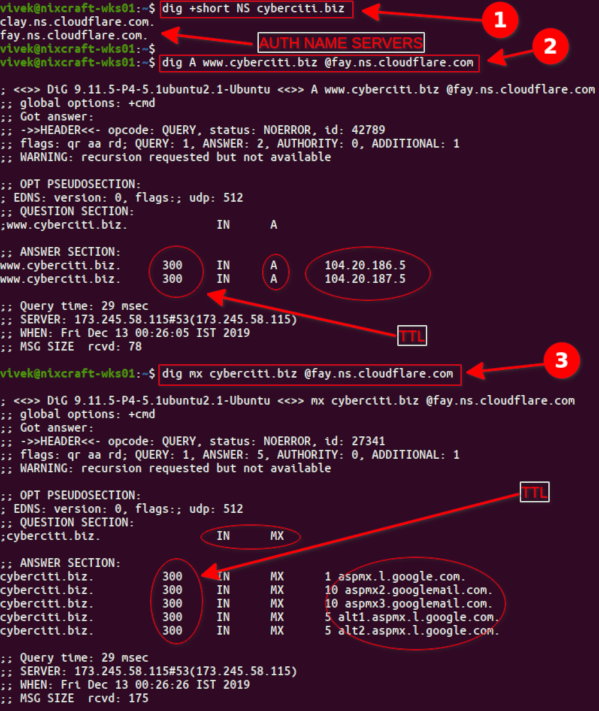 vivek@nixcraft-wks01:~$ dig +short NS cyberciti.biz
1
clay.ns.cloudflare.com.
fay.ns.cloudflare.com.
AUTH NAME SERVERS
2
vivek@nixcraft-wks01:~$
vivek@nixcraft-wks01:~$ dig A www.cyberciti.biz @fay.ns.cloudflare.com
; <<>> DiG 9.11.5-P4-5.1ubuntu2.1-Ubuntu <<>> A www.cyberciti.biz @fay.ns.cloudflare.com
;; global options: +cmd
;; Got answer:
;; ->>HEADER<<- opcode: QUERY, status: NOERROR, id: 42789
;; flags: qr aa rd; QUERY: 1, ANSWER: 2, AUTHORITY: 0, ADDITIONAL: 1
;; WARNING: recursion requested but not available
;; OPT PSEUDOSECTION:
; EDNS: version: 0, flags:; udp: 512
;; QUESTION SECTION:
;www.cyberciti.biz. IN A
;; ANSWER SECTION:
www.cyberciti.biz. 300 IN A 104.20.186.5
www.cyberciti.biz. 300 IN A 104.20.187.5
;; Query time: 29 msec
;; SERVER: 173.245.58.115#53(173.245.58.115)
;; WHEN: Fri Dec 13 00:26:05 IST 2019
TTL
;; MSG SIZE rcvd: 78
3
vivek@nixcraft-wks01:~$ dig mx cyberciti.biz @fay.ns.cloudflare.com
; <<>> DiG 9.11.5-P4-5.1ubuntu2.1-Ubuntu <<>> mx cyberciti.biz @fay.ns.cloudflare.com
;; global options: +cmd
;; Got answer:
;; ->>HEADER<<- opcode: QUERY, status: NOERROR, id: 27341
;; flags: qr aa rd; QUERY: 1, ANSWER: 5, AUTHORITY: 0, ADDITIONAL: 1
;; WARNING: recursion requested but not available
TTL
;; OPT PSEUDOSECTION:
; EDNS: version: 0, flags:; udp: 512
;; QUESTION SECTION:
;cyberciti.biz. IN MX
;; ANSWER SECTION:
cyberciti.biz. 300 IN MX 1 aspmx.l.google.com.
cyberciti.biz. 300 IN MX 10 aspmx2.googlemail.com.
cyberciti.biz. 300 IN MX 10 aspmx3.googlemail.com.
cyberciti.biz. 300 IN MX 5 alt1.aspmx.l.google.com.
cyberciti.biz. 300 IN MX 5 alt2.aspmx.l.google.com.
;; Query time: 29 msec
;; SERVER: 173.245.58.115#53(173.245.58.115)
;; WHEN: Fri Dec 13 00:26:26 IST 2019
;; MSG SIZE rcvd: 175